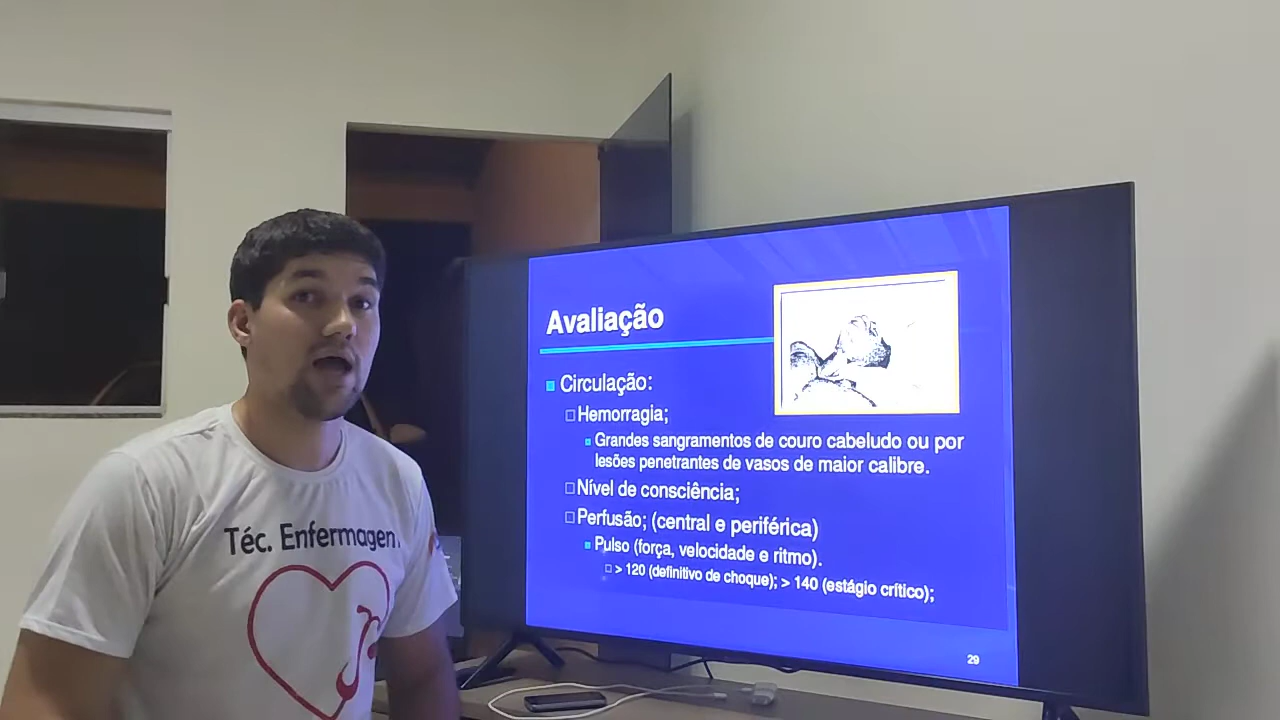 Avaliação
Circulação:
Hemorragia;
Grandes sangramentos de couro cabeludo ou por
lesões penetrantes de vasos de maior calibre.
Nível de consciência;
Perfusão; (central e periférica)
Pulso (força, velocidade e ritmo).
> 120 (definitivo de choque); > 140 (estágio crítico);
29
Téc. Enfermagem